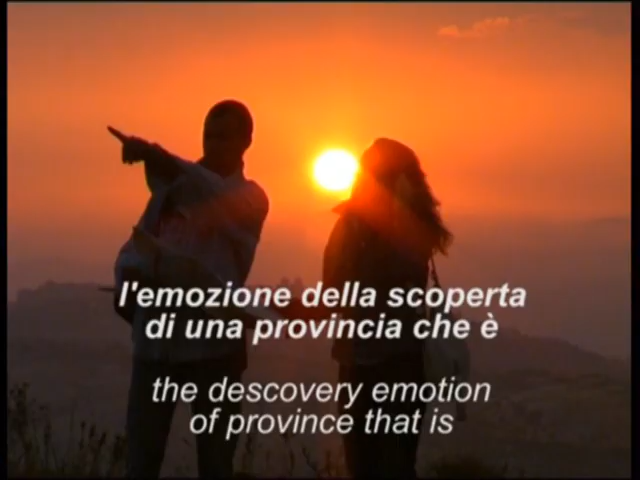 l'emozione della scoperta
di una provincia che è
the descovery emotion
of province that is